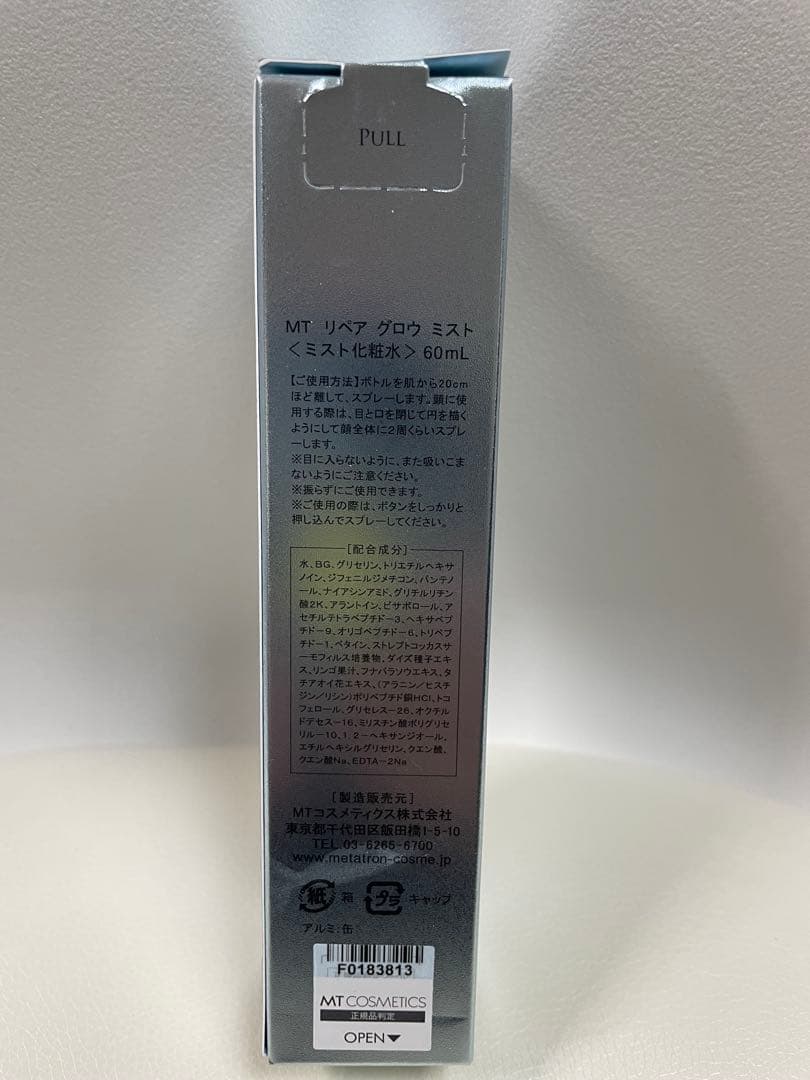 PULL
MT リペア グロウ ミスト
〈ミスト化粧水〉60mL
【ご使用方法】ボトルを肌から20cm
ほど離して、スプレーします。顔に使
用する際は、目と口を閉じて円を描く
ようにして顔全体に2周くらいスプレ
ーします。
※目に入らないように、また吸いこま
ないようにご注意ください。
※振らずにご使用できます。
※ご使用の際は、ボタンをしっかりと
押し込んでスプレーしてください。
[配合成分]
水、BG、グリセリン、トリエチルヘキサ
ノイン、ジフェニルジメチコン、パンテノ
ール、ナイアシンアミド、グリチルリチン
酸2K、アラントイン、ビサボロール、ア
セチルテトラペプチド-3、ヘキサペプ
チド-9、オリゴペプチド-6、トリペプ
チド-1、ベタイン、ストレプトコッカスサ
ーモフィルス培養物、ダイズ種子エキ
ス、リンゴ果汁、フナバラソウエキス、タ
チアオイ花エキス、(アラニン/ヒスチ
ジン/リシン)ポリペプチド銅HCl、トコ
フェロール、グリセレス-26、オクチル
ドデセス-16、ミリスチン酸ポリグリセ
リル-10、1,2-ヘキサンジオール、
エチルヘキシルグリセリン、クエン酸、
クエン酸Na、EDTA-2Na
[製造販売元]
MTコスメティクス株式会社
東京都千代田区飯田橋1-5-10
TEL.03-6265-6700
www.metatron-cosme.jp
紙 箱 プラ キャップ
アルミ:缶
F0183813
MT COSMETICS
正規品判定
OPEN▼